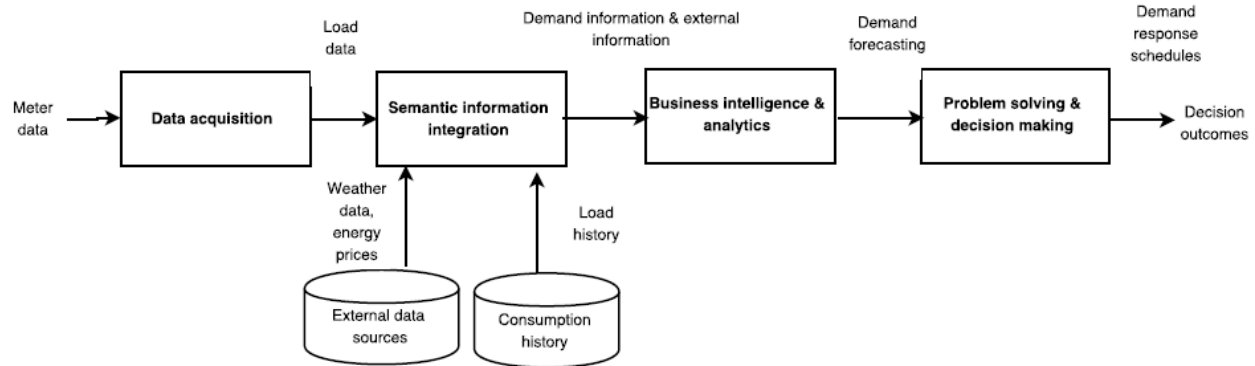 Meter
data
Data acquisition
Load
data
Semantic information
integration
Demand information & external
information
Business intelligence &
analytics
Demand
forecasting
Problem solving &
decision making
Demand
response
schedules
Decision
outcomes
Weather
data,
energy
prices
Load
history
External data
sources
Consumption
history